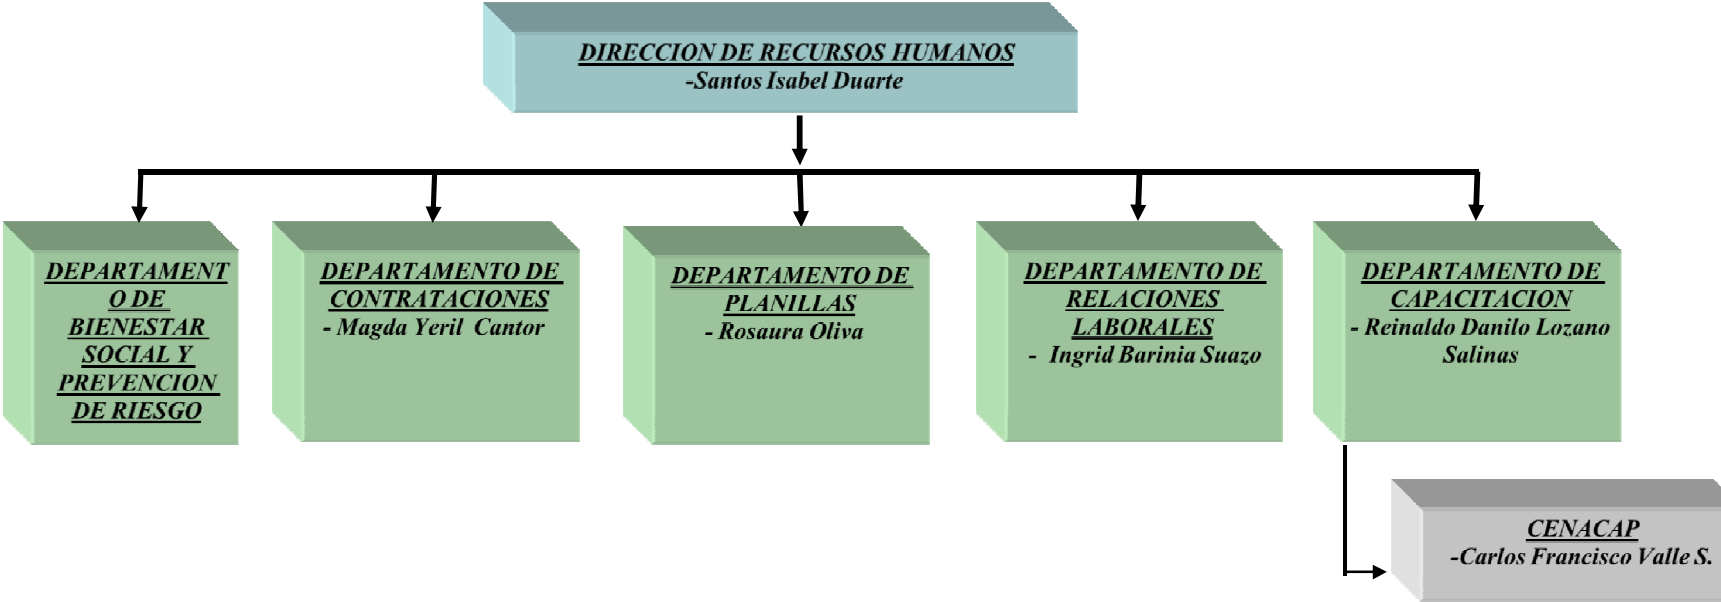 DIRECCION DE RECURSOS HUMANOS
-Santos Isabel Duarte
DEPARTAMENT
O DE
BIENESTAR
SOCIAL Y
PREVENCION
DE RIESGO
DEPARTAMENTO DE
CONTRATACIONES
- Magda Yeril Cantor
DEPARTAMENTO DE
PLANILLAS
- Rosaura Oliva
DEPARTAMENTO DE
RELACIONES
LABORALES
- Ingrid Barinia Suazo
DEPARTAMENTO DE
CAPACITACION
- Reinaldo Danilo Lozano
Salinas
CENACAP
-Carlos Francisco Valle S.